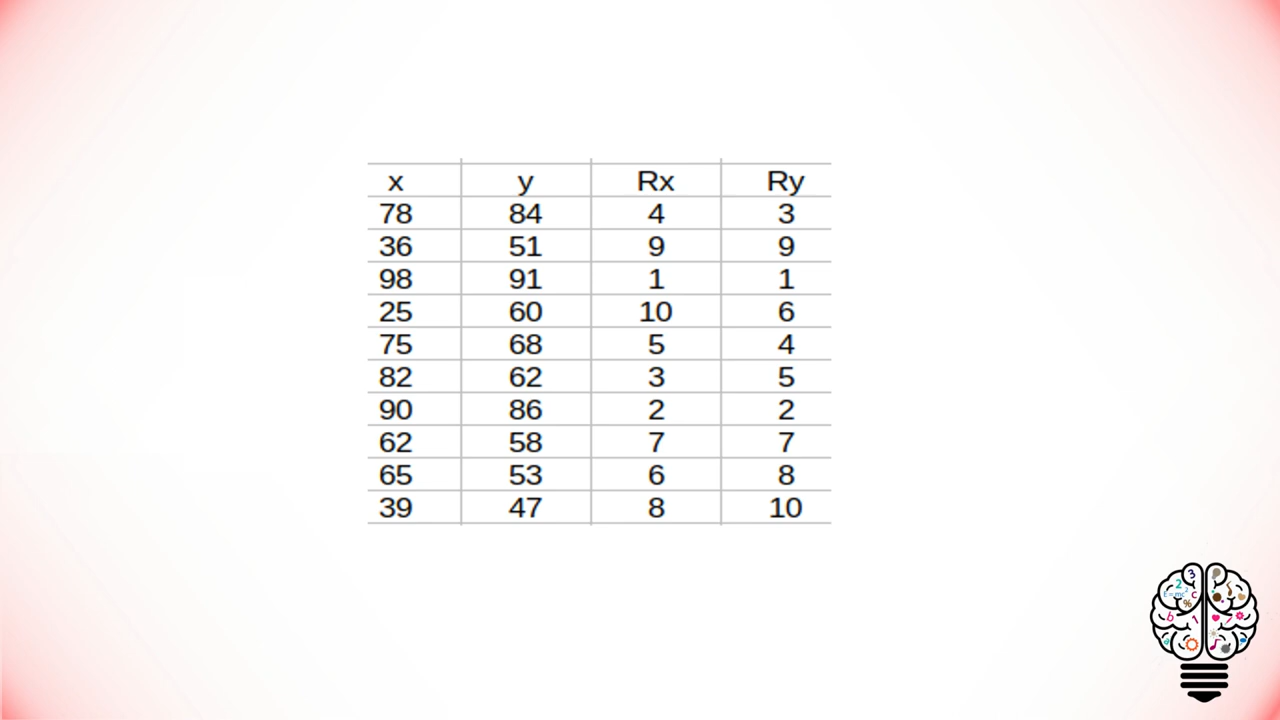 x y Rx Ry
78 84 4 3
36 51 9 9
98 91 1 1
25 60 10 6
75 68 5 4
82 62 3 5
90 86 2 2
62 58 7 7
65 53 6 8
39 47 8 10